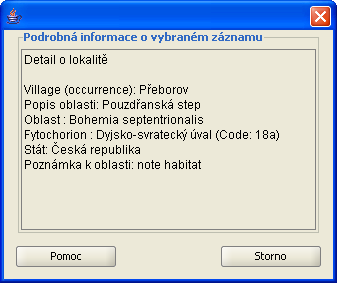 Podrobná informace o vybraném záznamu
Detail o lokalitě
Village (occurrence): Přeborov
Popis oblasti: Pouzdřanská step
Oblast : Bohemia septentrionalis
Fytochorion : Dyjsko-svratecký úval (Code: 18a)
Stát: Česká republika
Poznámka k oblasti: note habitat
Pomoc
Storno